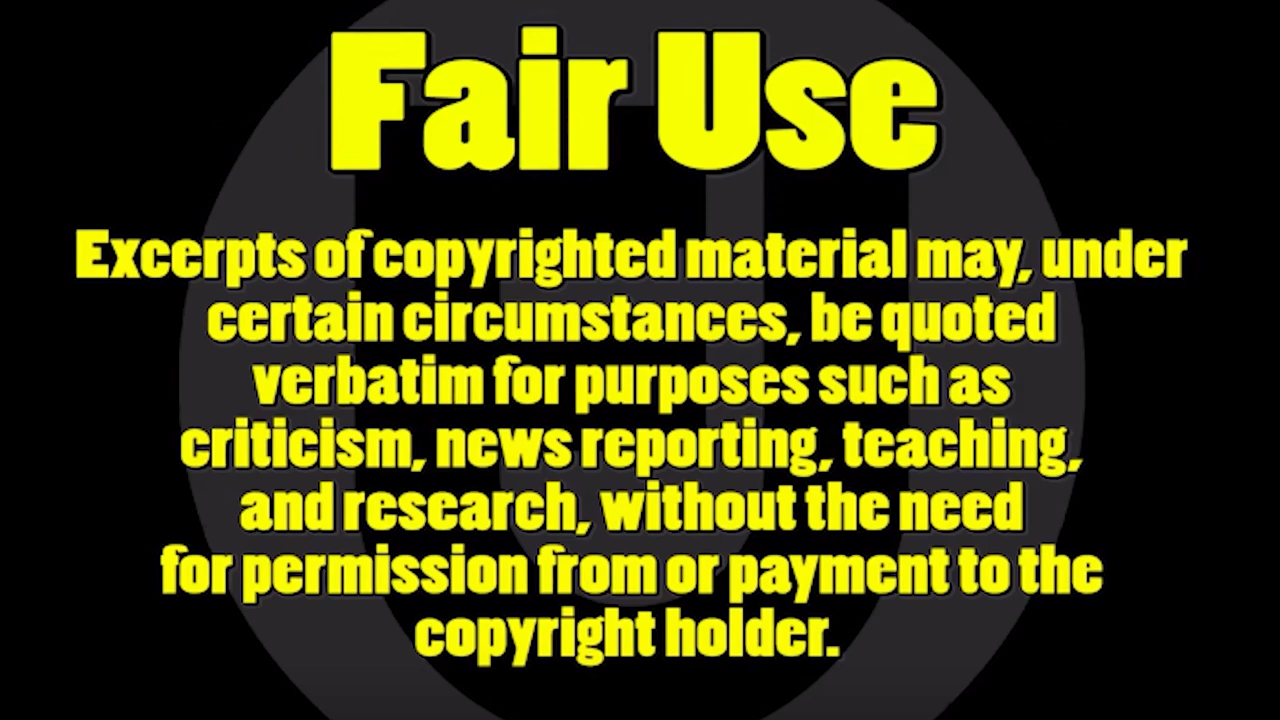 Fair Use
Excerpts of copyrighted material may, under
certain circumstances, be quoted
verbatim for purposes such as
criticism, news reporting, teaching,
and research, without the need
for permission from or payment to the
copyright holder.